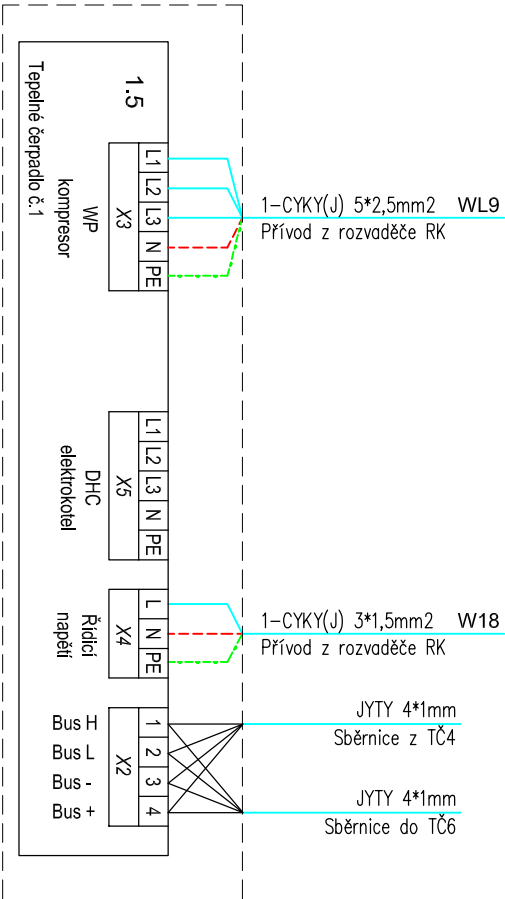 1.5
Tepelné čerpadlo č.1
WP
kompresor
X3
L1
L2
L3
N
PE
1-CYKY(J) 5*2,5mm2 WL9
Přívod z rozvaděče RK
DHC
elektrokotel
X5
L1
L2
L3
N
PE
Řídicí
napětí
X4
L
N
PE
1-CYKY(J) 3*1,5mm2 W18
Přívod z rozvaděče RK
Bus H
Bus L
Bus -
Bus +
X2
1
2
3
4
JYTY 4*1mm
Sběrnice z TČ4
JYTY 4*1mm
Sběrnice do TČ6